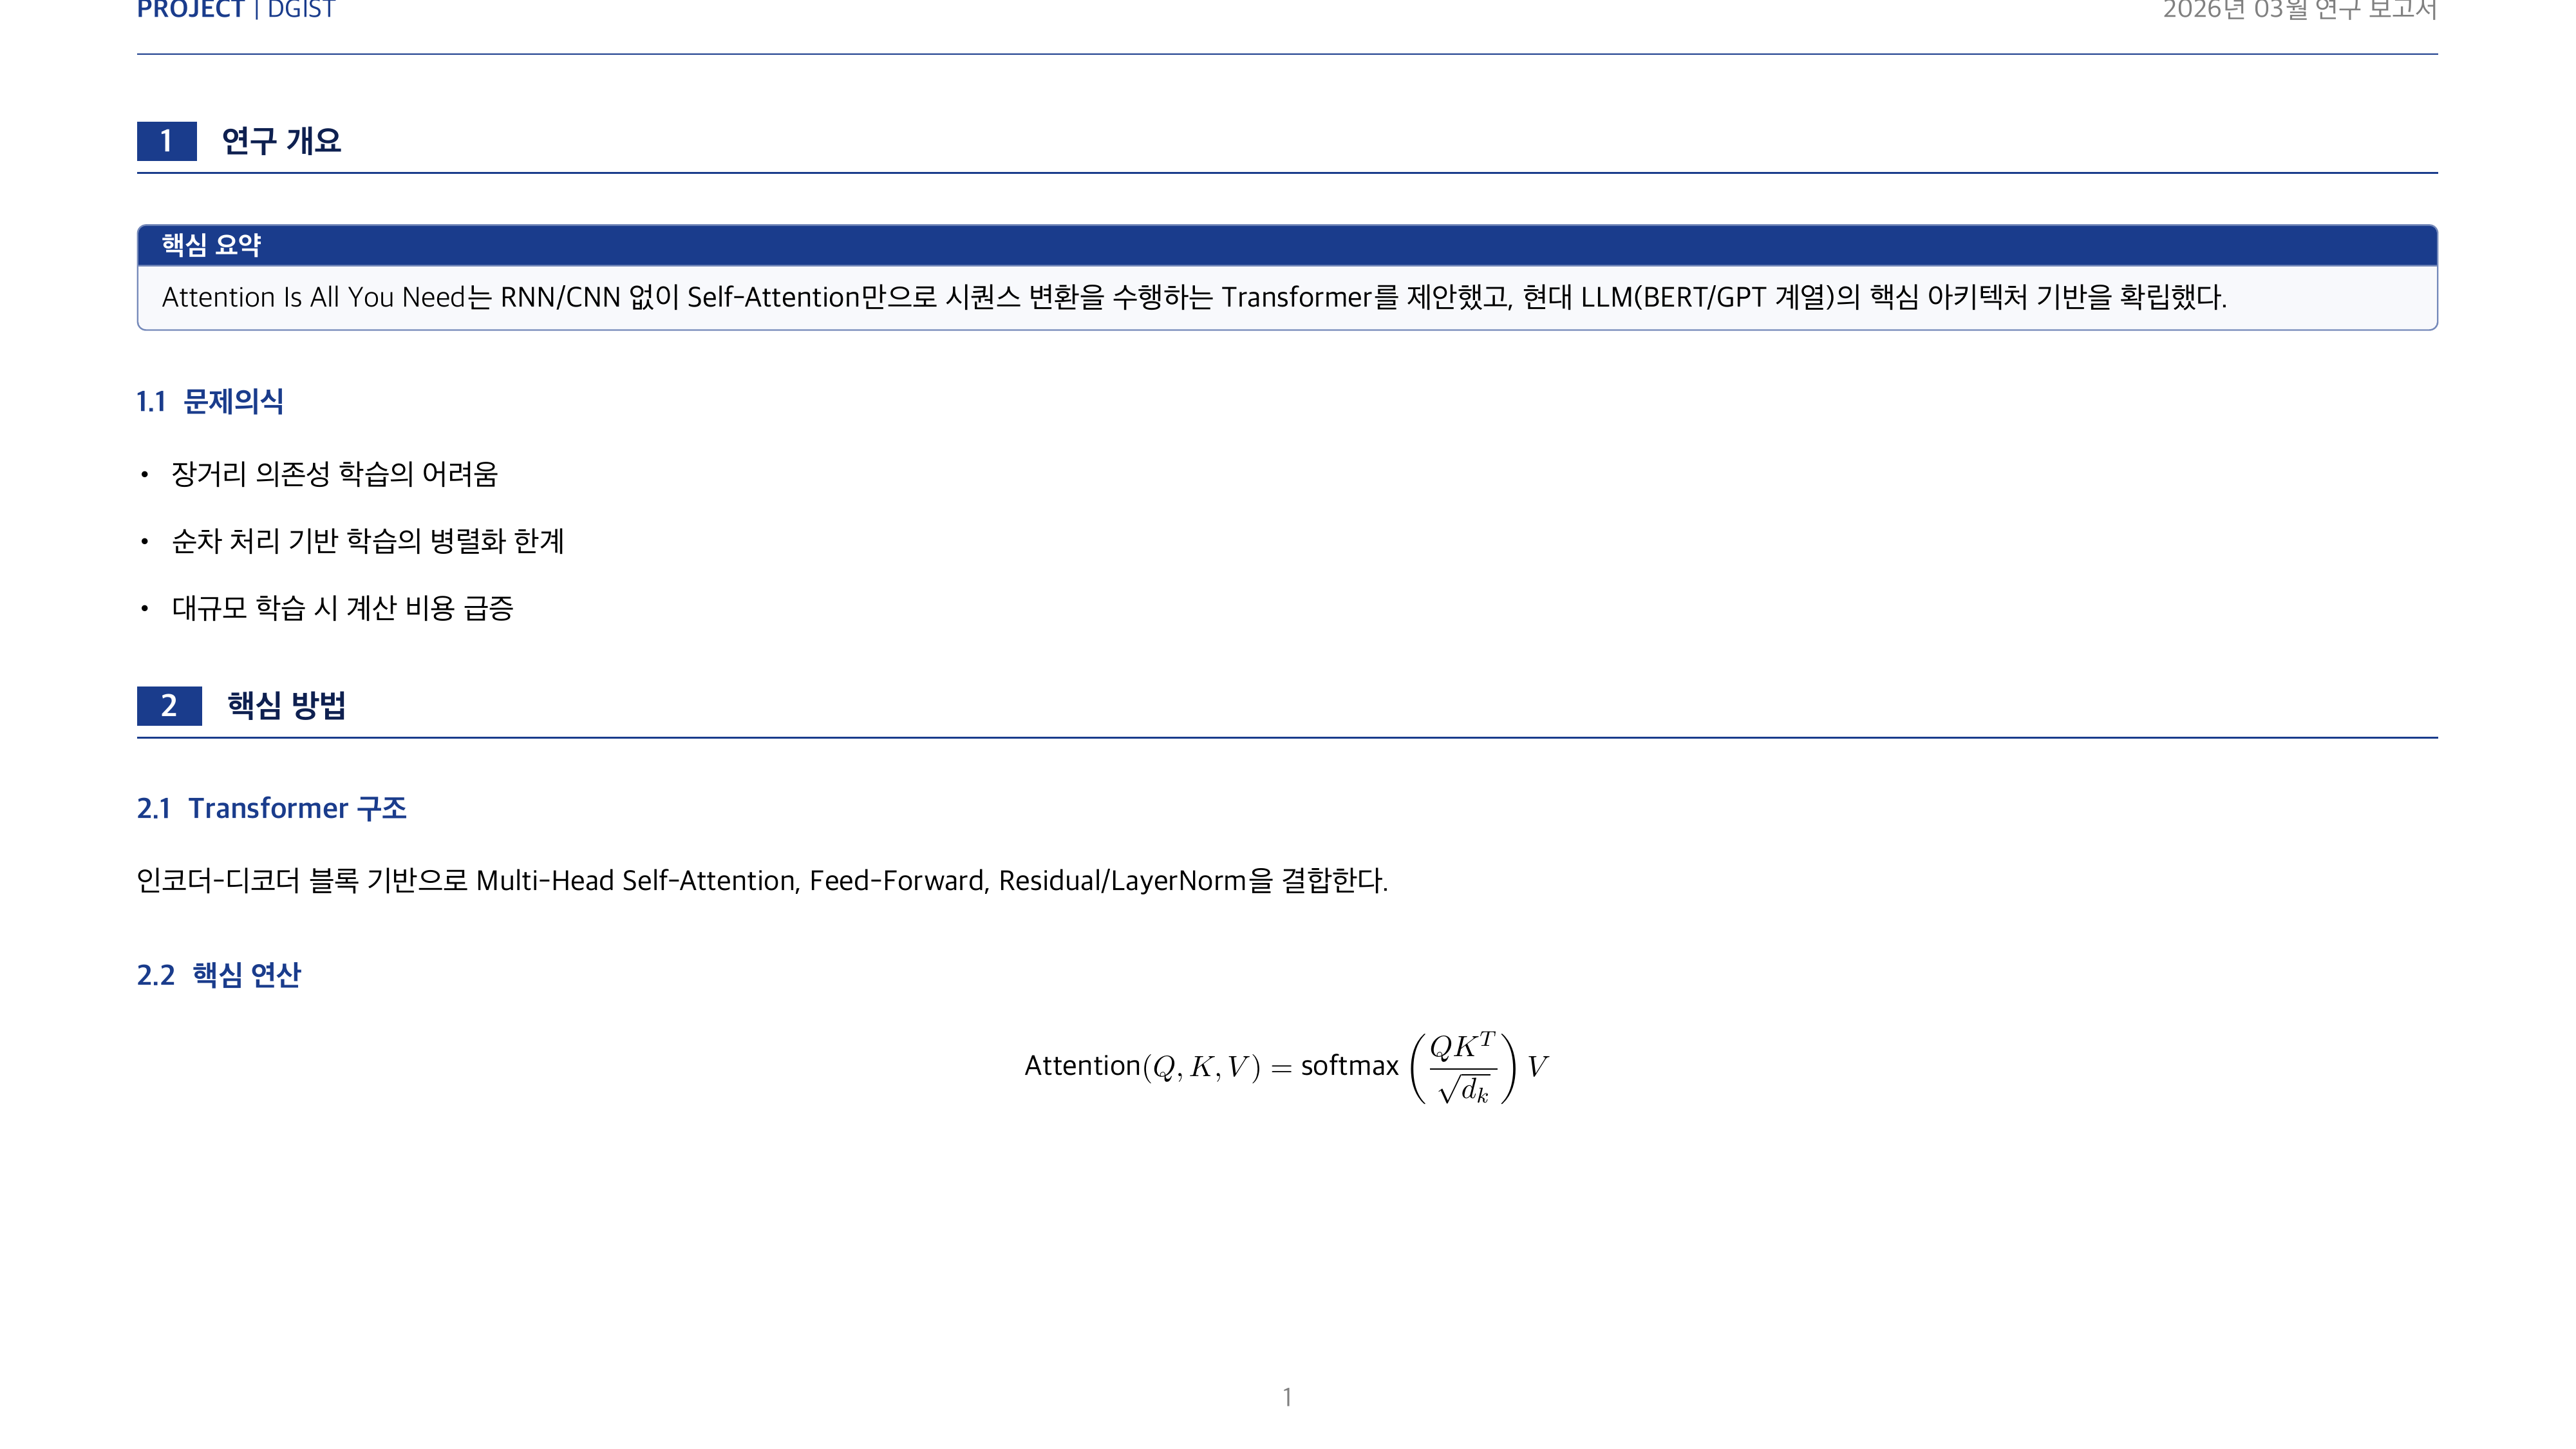 PROJECT | DGIST
2026년 03월 연구 보고서
1 연구 개요
핵심 요약
Attention Is All You Need는 RNN/CNN 없이 Self-Attention만으로 시퀀스 변환을 수행하는 Transformer를 제안했고, 현대 LLM(BERT/GPT 계열)의 핵심 아키텍처 기반을 확립했다.
1.1 문제의식
• 장거리 의존성 학습의 어려움
• 순차 처리 기반 학습의 병렬화 한계
• 대규모 학습 시 계산 비용 급증
2 핵심 방법
2.1 Transformer 구조
인코더-디코더 블록 기반으로 Multi-Head Self-Attention, Feed-Forward, Residual/LayerNorm을 결합한다.
2.2 핵심 연산
Attention(Q, K, V) = softmax(QK^T / √d_k) V
1